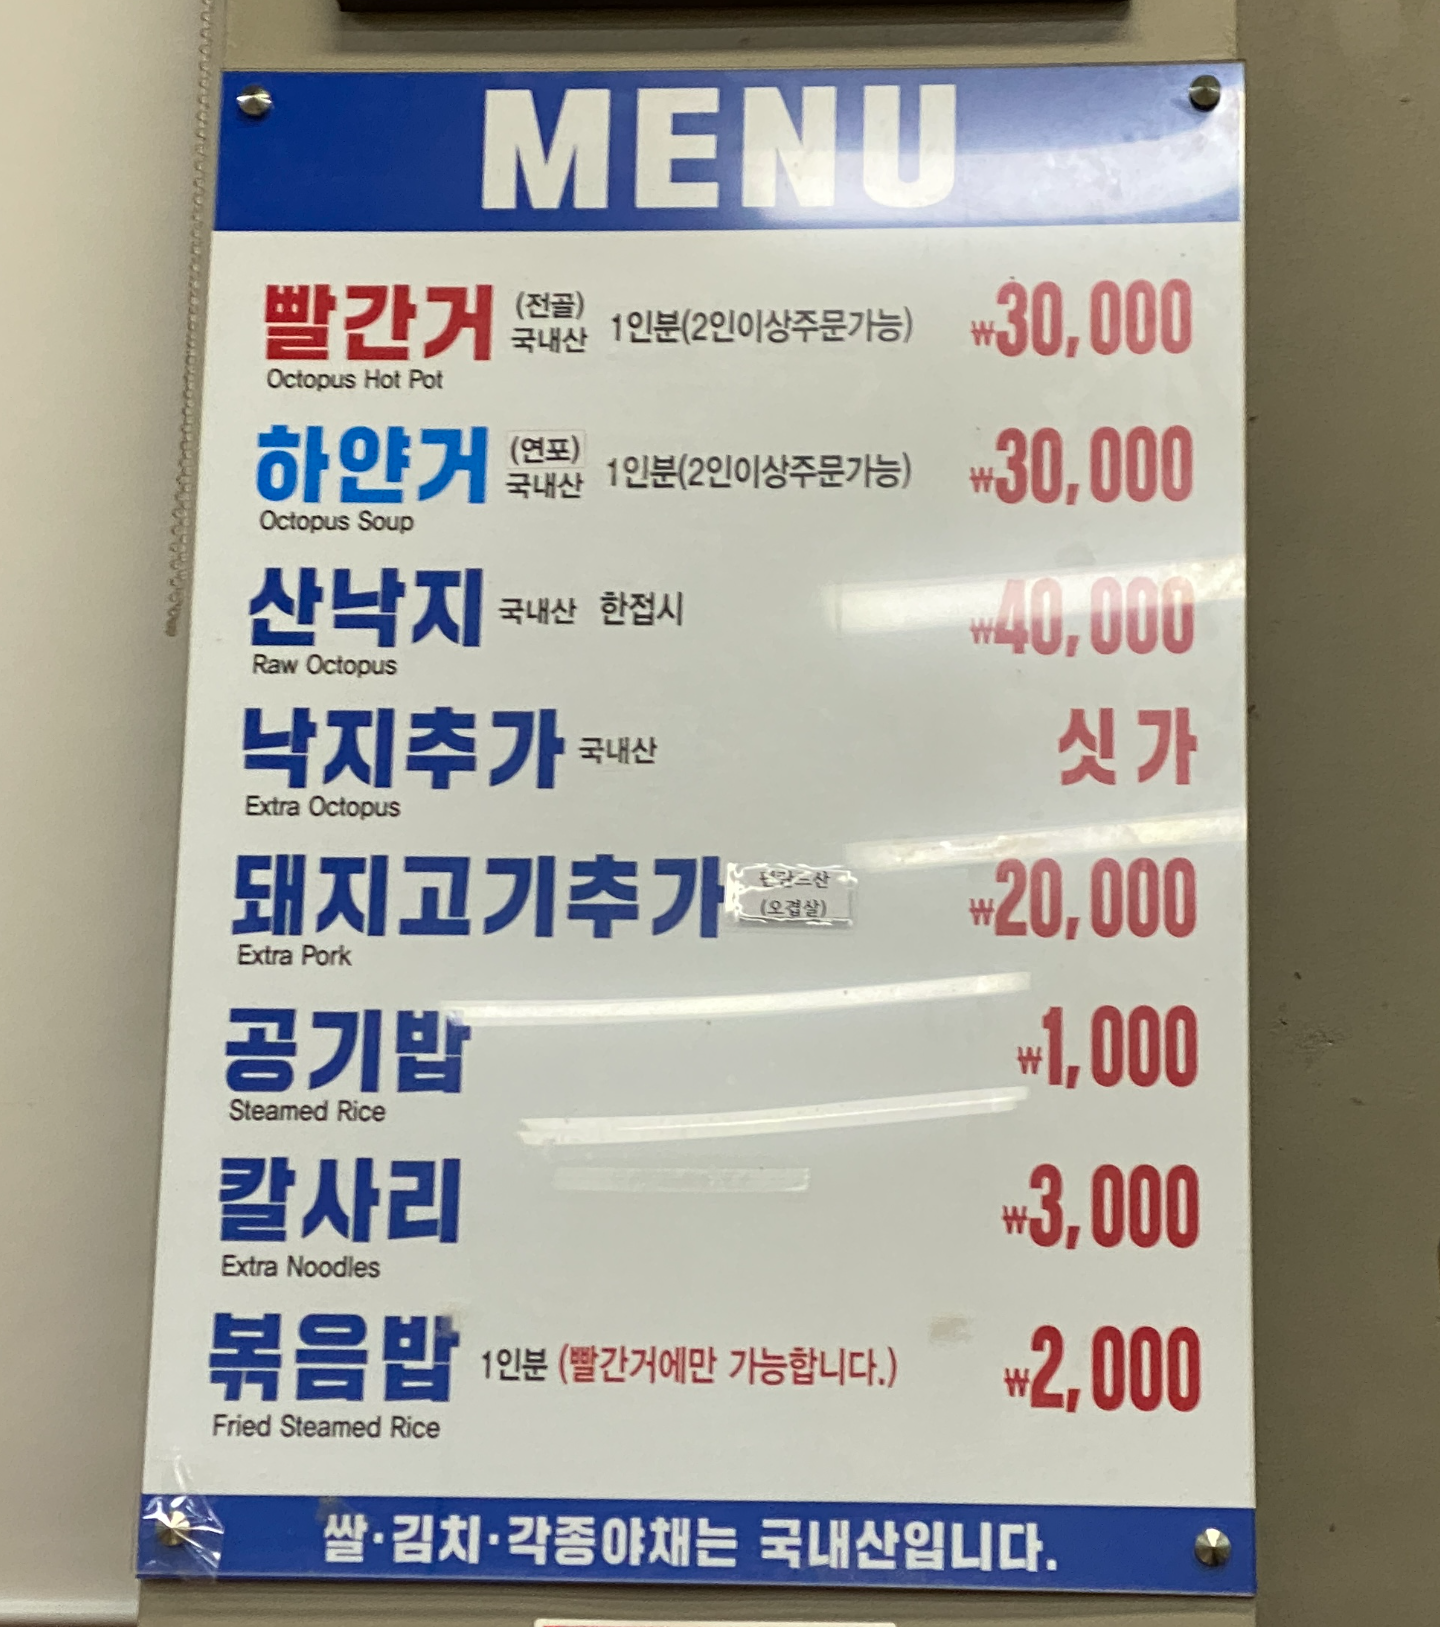 MENU
빨간거 (전골) 국내산 1인분(2인이상주문가능) ₩30,000
Octopus Hot Pot
하얀거 (연포) 국내산 1인분(2인이상주문가능) ₩30,000
Octopus Soup
산낙지 국내산 한접시 ₩40,000
Raw Octopus
낙지추가 국내산 싯가
Extra Octopus
돼지고기추가 (오겹살) ₩20,000
Extra Pork
공기밥 ₩1,000
Steamed Rice
칼사리 ₩3,000
Extra Noodles
볶음밥 1인분 (빨간거에만 가능합니다.) ₩2,000
Fried Steamed Rice
쌀·김치·각종야채는 국내산입니다.